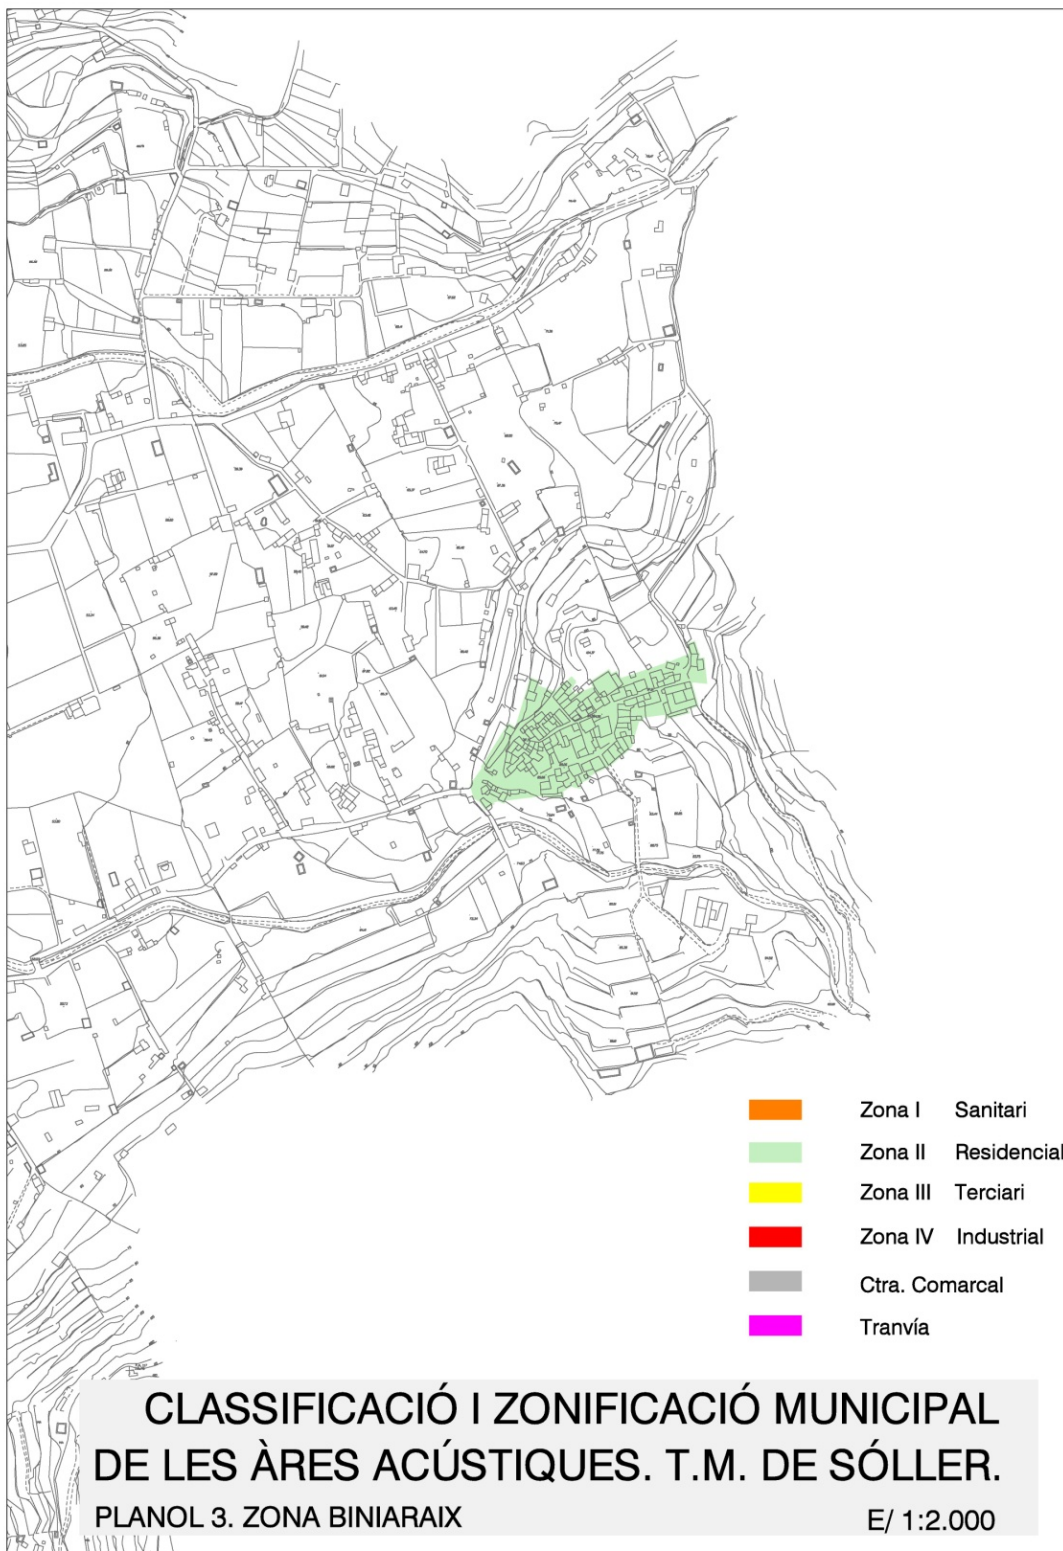 Zona I Sanitari
Zona II Residencial
Zona III Terciari
Zona IV Industrial
Ctra. Comarcal
Tranvía
CLASSIFICACIÓ I ZONIFICACIÓ MUNICIPAL
DE LES ÀRES ACÚSTIQUES. T.M. DE SÓLLER.
PLANOL 3. ZONA BINIARAIX E/ 1:2.000